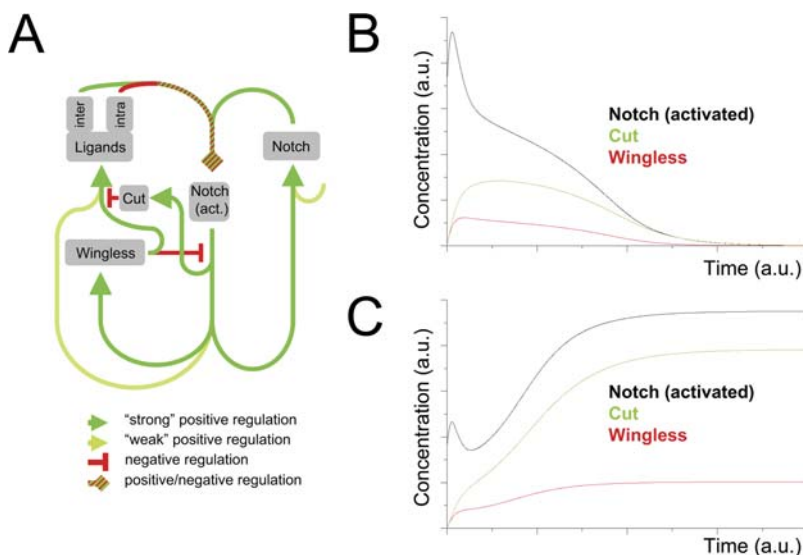 A
inter
intra
Ligands
Notch
Cut
Notch
(act.)
Wingless
"strong" positive regulation
"weak" positive regulation
negative regulation
positive/negative regulation
B
Concentration (a.u.)
Notch (activated)
Cut
Wingless
Time (a.u.)
C
Concentration (a.u.)
Notch (activated)
Cut
Wingless
Time (a.u.)